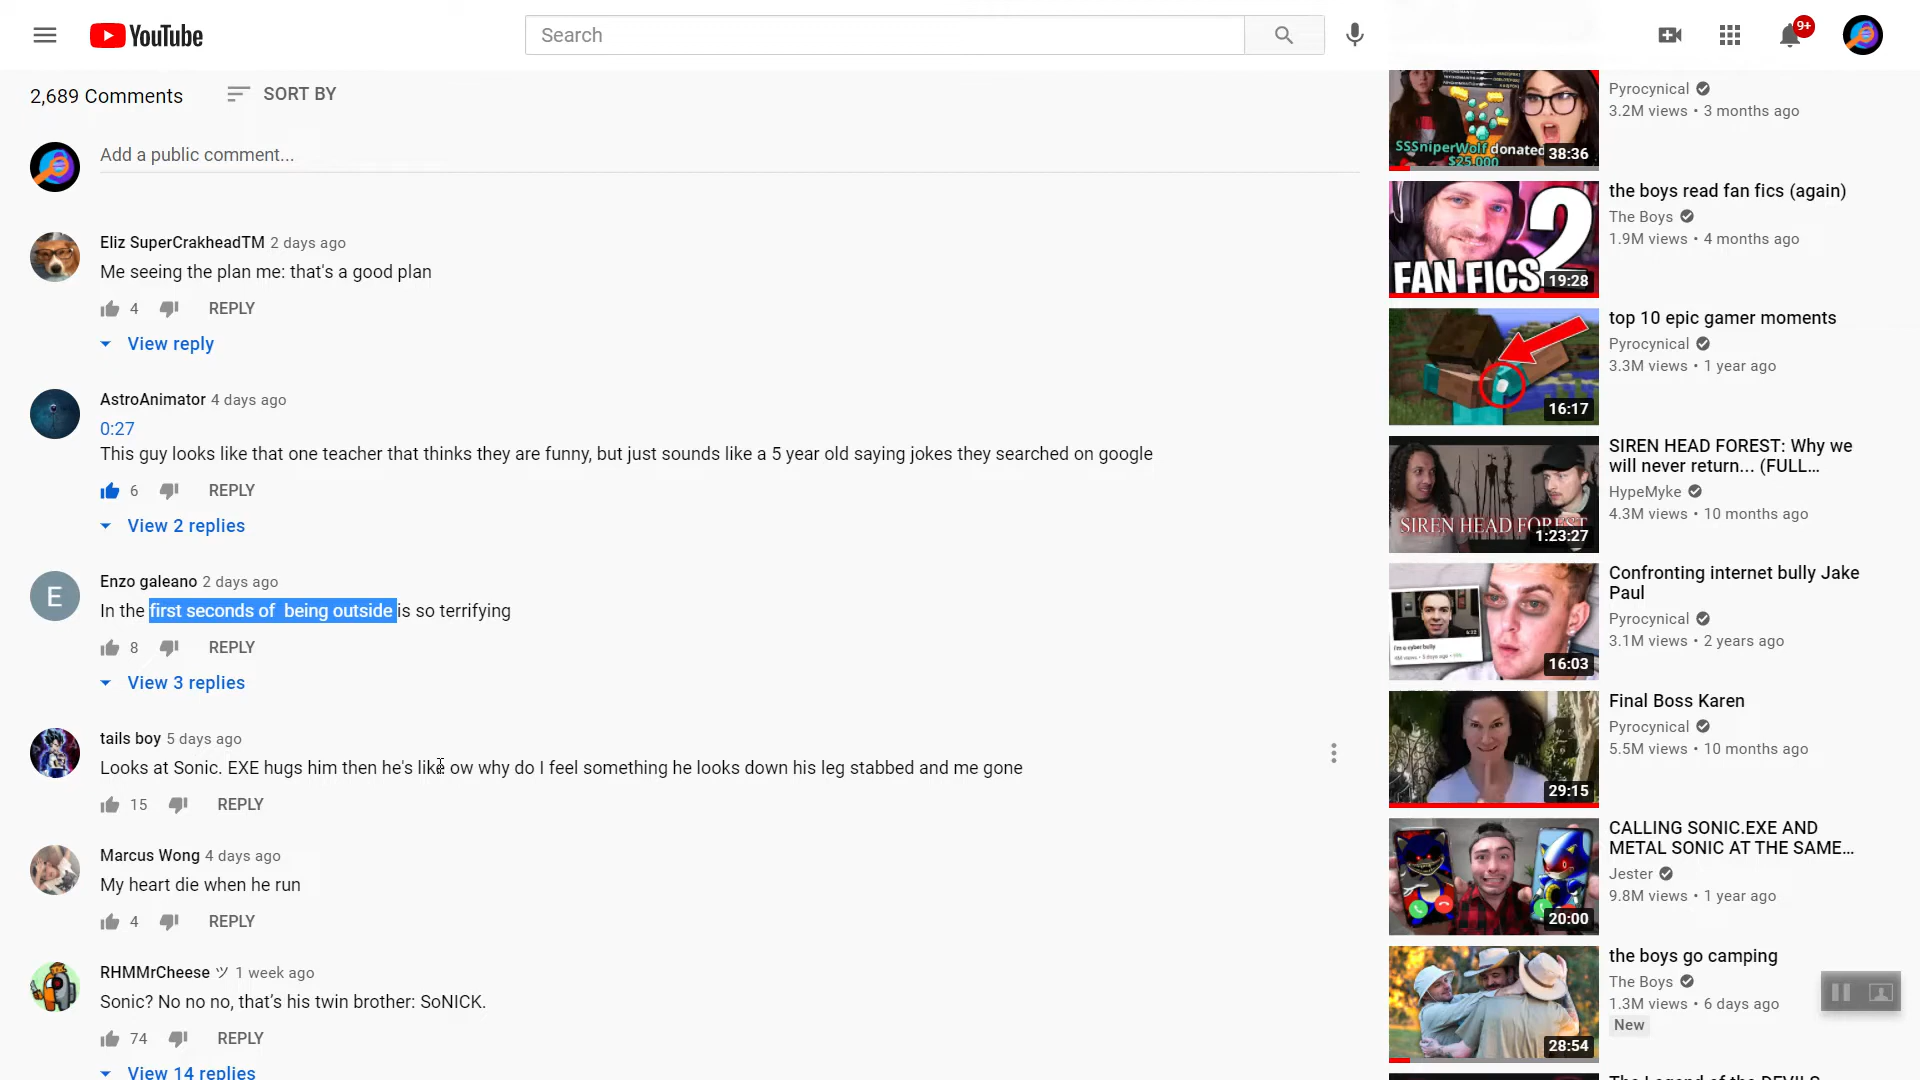 YouTube
Search
9+
2,689 Comments
SORT BY
Add a public comment...
Eliz SuperCrakheadTM 2 days ago
Me seeing the plan me: that's a good plan
4
REPLY
View reply
AstroAnimator 4 days ago
0:27
This guy looks like that one teacher that thinks they are funny, but just sounds like a 5 year old saying jokes they searched on google
6
REPLY
View 2 replies
E
Enzo galeano 2 days ago
In the first seconds of  being outside is so terrifying
8
REPLY
View 3 replies
tails boy 5 days ago
Looks at Sonic. EXE hugs him then he's like ow why do I feel something he looks down his leg stabbed and me gone
15
REPLY
Marcus Wong 4 days ago
My heart die when he run
4
REPLY
RHMMrCheese ツ 1 week ago
Sonic? No no no, that’s his twin brother: SoNICK.
74
REPLY
View 14 replies
SSSniperWolf donated
$25,000
38:36
Pyrocynical
3.2M views • 3 months ago
2
FAN FICS
19:28
the boys read fan fics (again)
The Boys
1.9M views • 4 months ago
16:17
top 10 epic gamer moments
Pyrocynical
3.3M views • 1 year ago
SIREN HEAD FOREST
1:23:27
SIREN HEAD FOREST: Why we
will never return... (FULL...
HypeMyke
4.3M views • 10 months ago
I'm a cyber bully
16:03
Confronting internet bully Jake
Paul
Pyrocynical
3.1M views • 2 years ago
29:15
Final Boss Karen
Pyrocynical
5.5M views • 10 months ago
20:00
CALLING SONIC.EXE AND
METAL SONIC AT THE SAME...
Jester
9.8M views • 1 year ago
28:54
the boys go camping
The Boys
1.3M views • 6 days ago
New
The Legend of the DEVILS